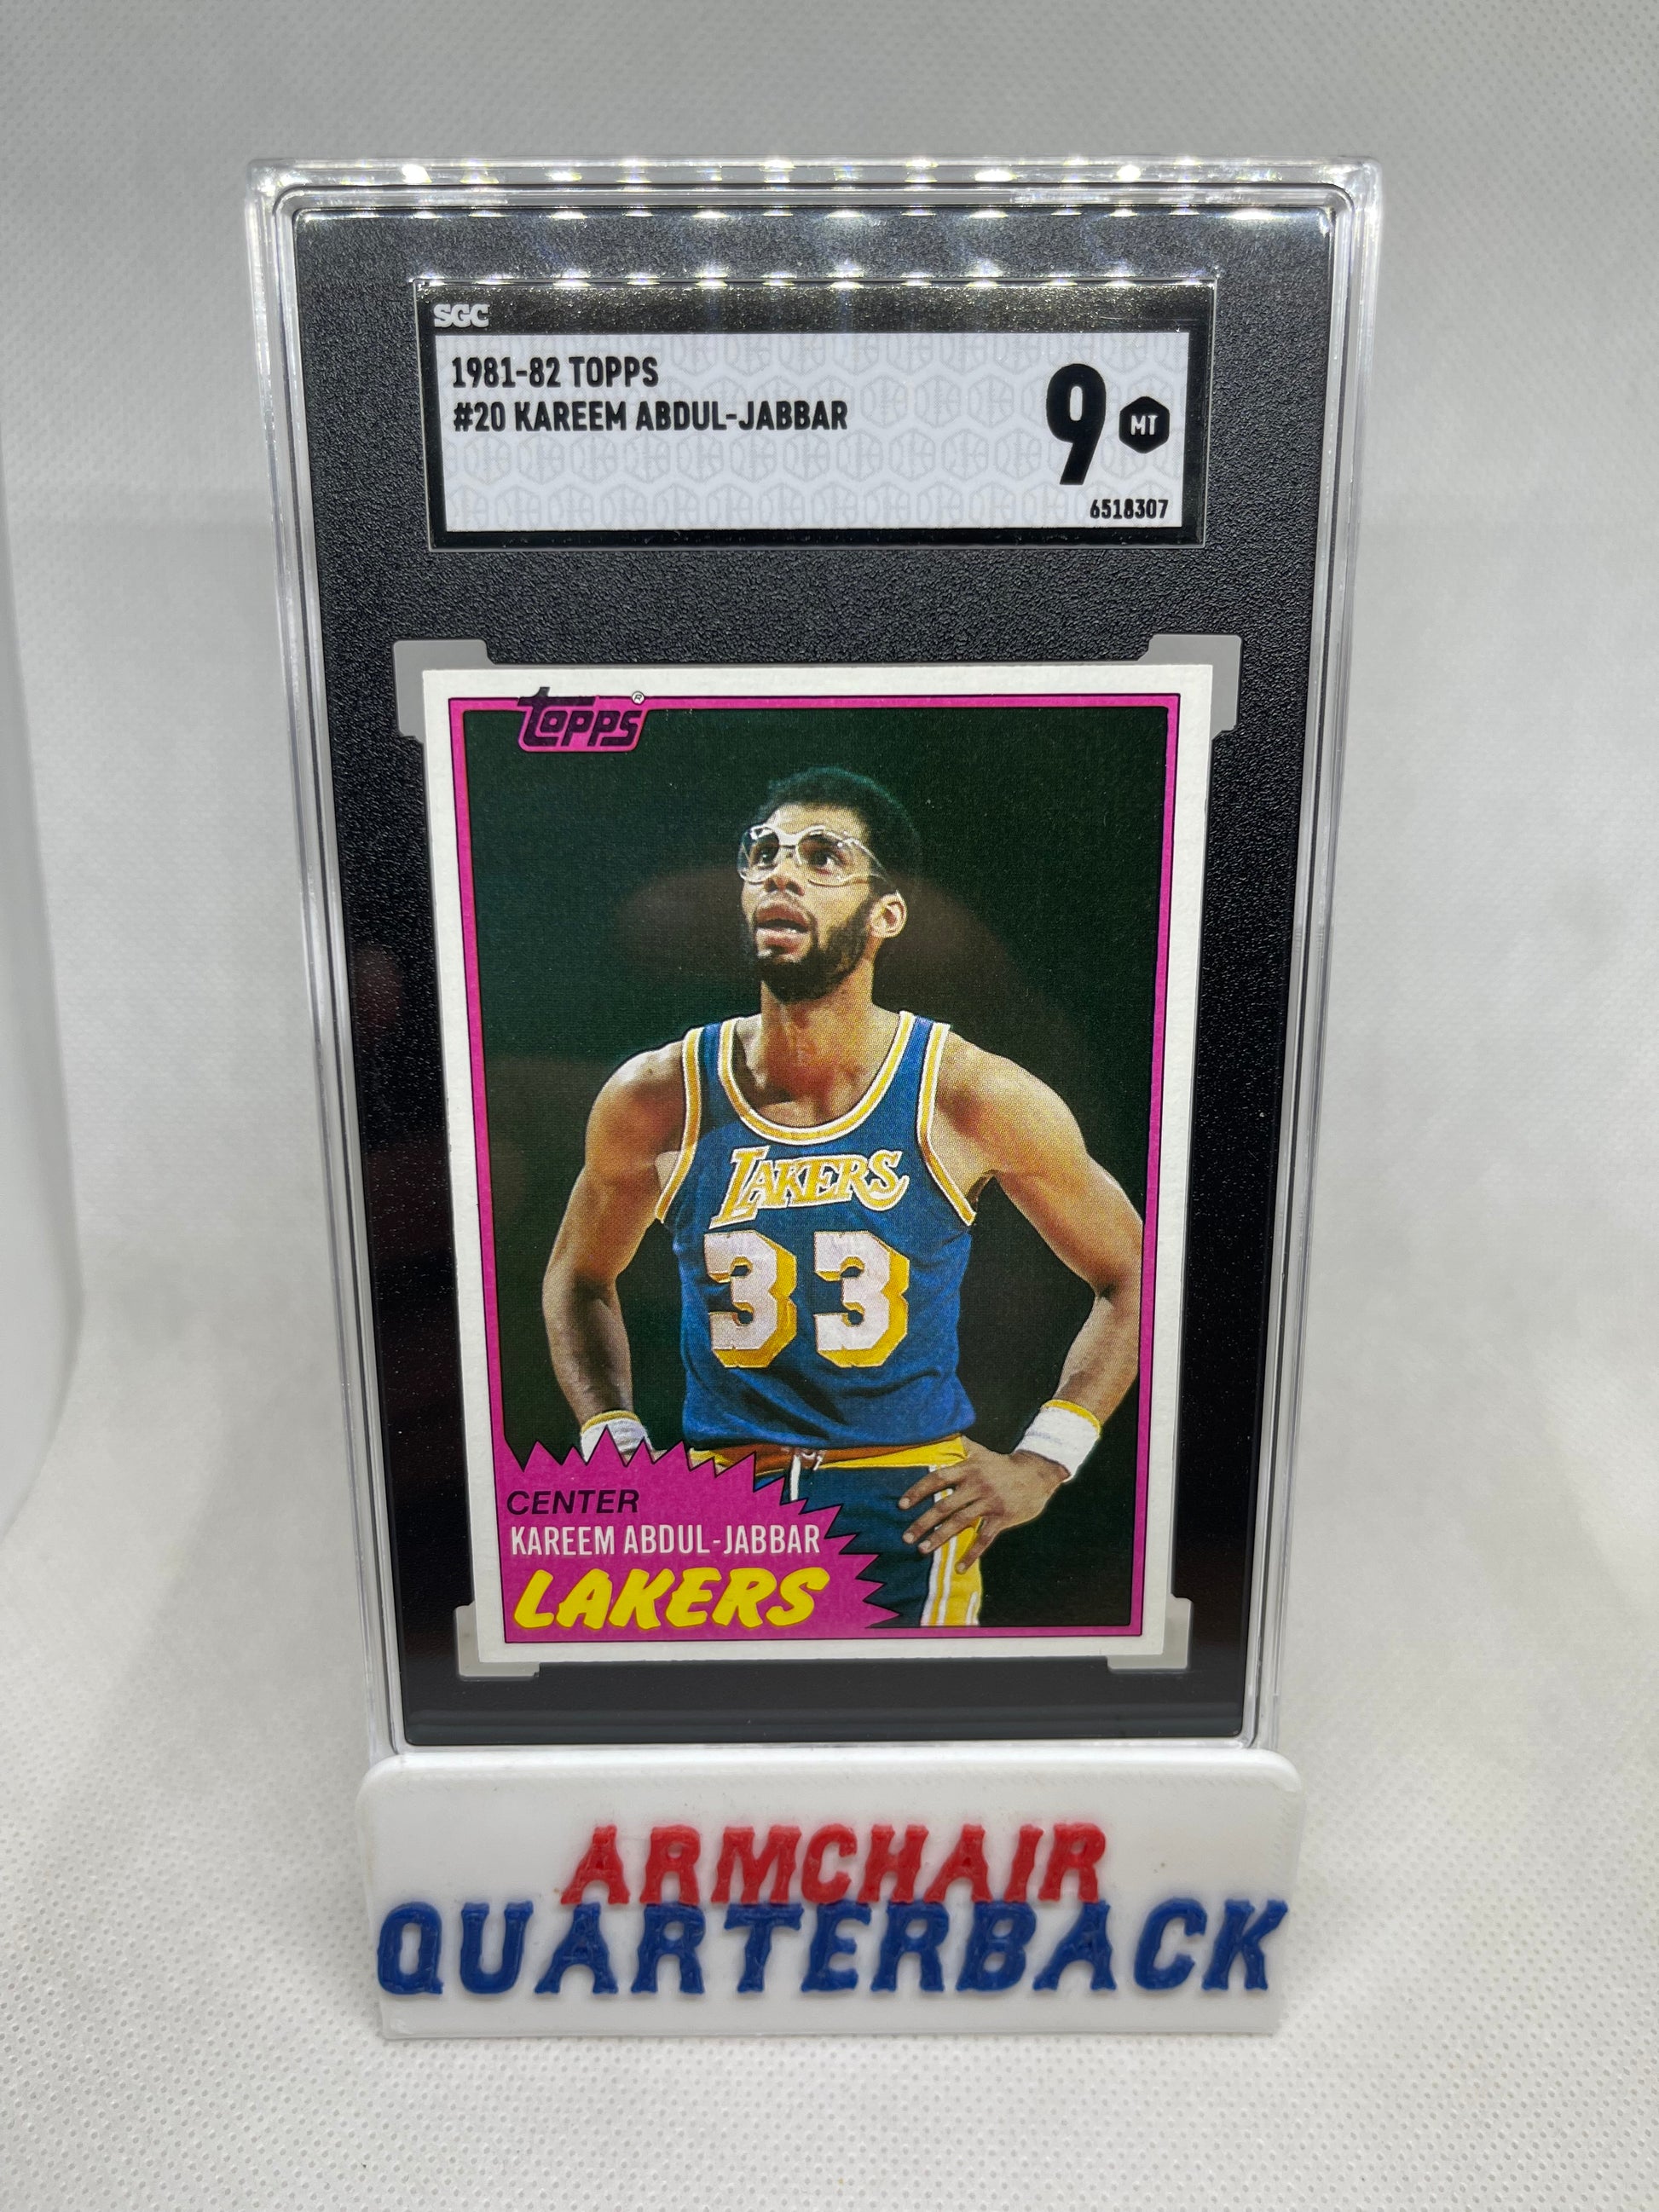 SGC
1981-82 TOPPS
#20 KAREEM ABDUL-JABBAR
9 MT
6518307
TOPPS®
LAKERS
33
CENTER
KAREEM ABDUL-JABBAR
LAKERS
ARMCHAIR
QUARTERBACK